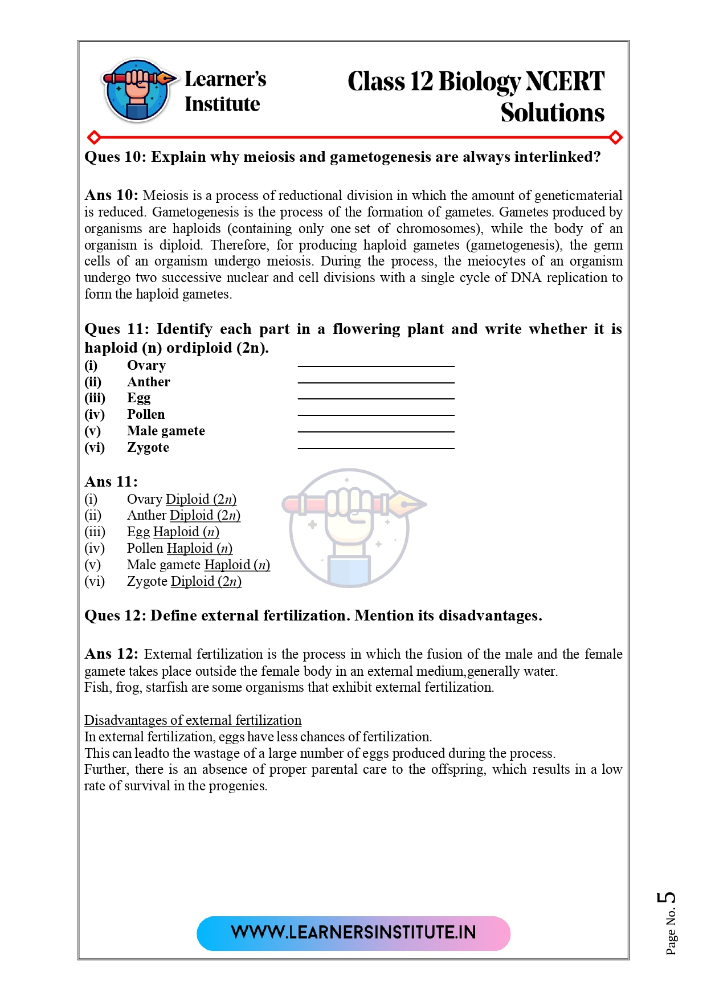 Learner's
Institute
Class 12 Biology NCERT
Solutions
Ques 10: Explain why meiosis and gametogenesis are always interlinked?
Ans 10: Meiosis is a process of reductional division in which the amount of geneticmaterial
is reduced. Gametogenesis is the process of the formation of gametes. Gametes produced by
organisms are haploids (containing only one set of chromosomes), while the body of an
organism is diploid. Therefore, for producing haploid gametes (gametogenesis), the germ
cells of an organism undergo meiosis. During the process, the meiocytes of an organism
undergo two successive nuclear and cell divisions with a single cycle of DNA replication to
form the haploid gametes.
Ques 11: Identify each part in a flowering plant and write whether it is
haploid (n) ordiploid (2n).
(i) Ovary
(ii) Anther
(iii) Egg
(iv) Pollen
(v) Male gamete
(vi) Zygote
Ans 11:
(i) Ovary Diploid (2n)
(ii) Anther Diploid (2n)
(iii) Egg Haploid (n)
(iv) Pollen Haploid (n)
(v) Male gamete Haploid (n)
(vi) Zygote Diploid (2n)
Ques 12: Define external fertilization. Mention its disadvantages.
Ans 12: External fertilization is the process in which the fusion of the male and the female
gamete takes place outside the female body in an external medium,generally water.
Fish, frog, starfish are some organisms that exhibit external fertilization.
Disadvantages of external fertilization
In external fertilization, eggs have less chances of fertilization.
This can leadto the wastage of a large number of eggs produced during the process.
Further, there is an absence of proper parental care to the offspring, which results in a low
rate of survival in the progenies.
Page No. 5
WWW.LEARNERSINSTITUTE.IN